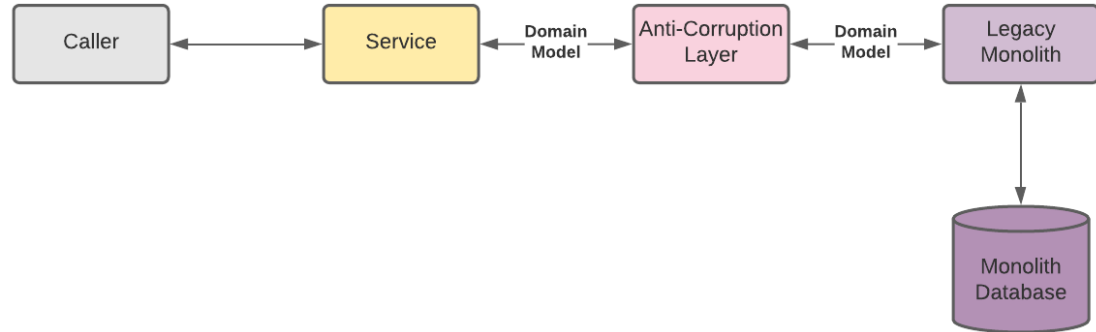 Caller
Service
Domain
Model
Anti-Corruption
Layer
Domain
Model
Legacy
Monolith
Monolith
Database